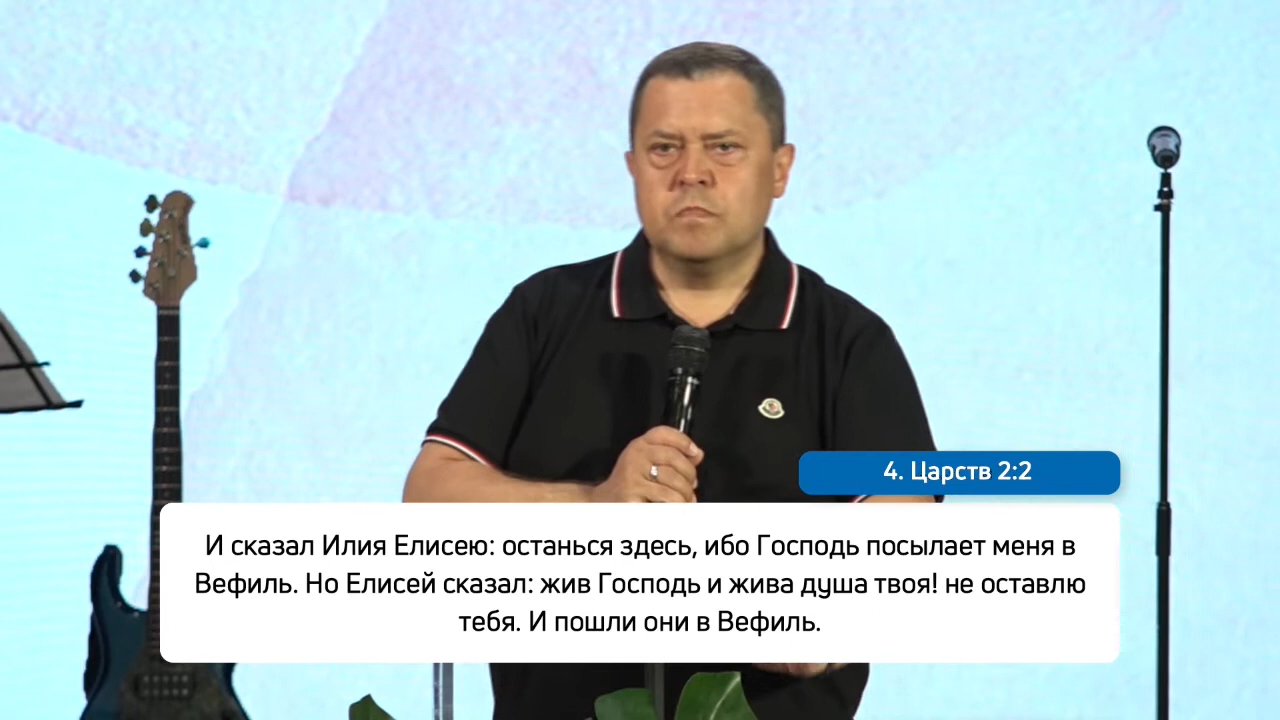 4. Царств 2:2
И сказал Илия Елисею: останься здесь, ибо Господь посылает меня в
Вефиль. Но Елисей сказал: жив Господь и жива душа твоя! не оставлю
тебя. И пошли они в Вефиль.